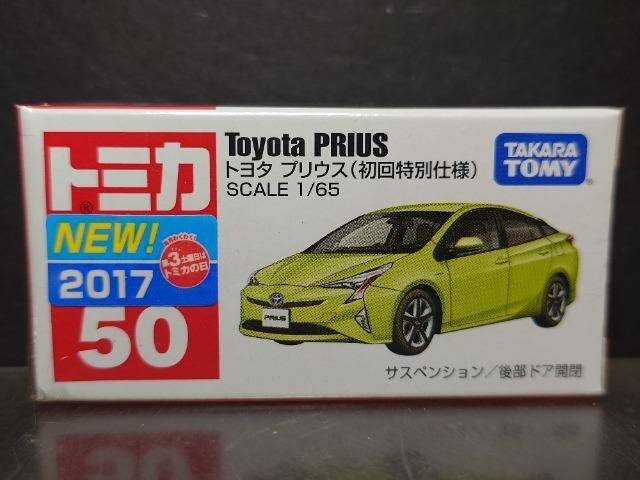 トミカ
®
NEW!
2017
第3土曜日は
トミカの日
50
Toyota PRIUS
トヨタ プリウス(初回特別仕様)
SCALE 1/65
TAKARA
TOMY
®
PRIUS
サスペンション/後部ドア開閉